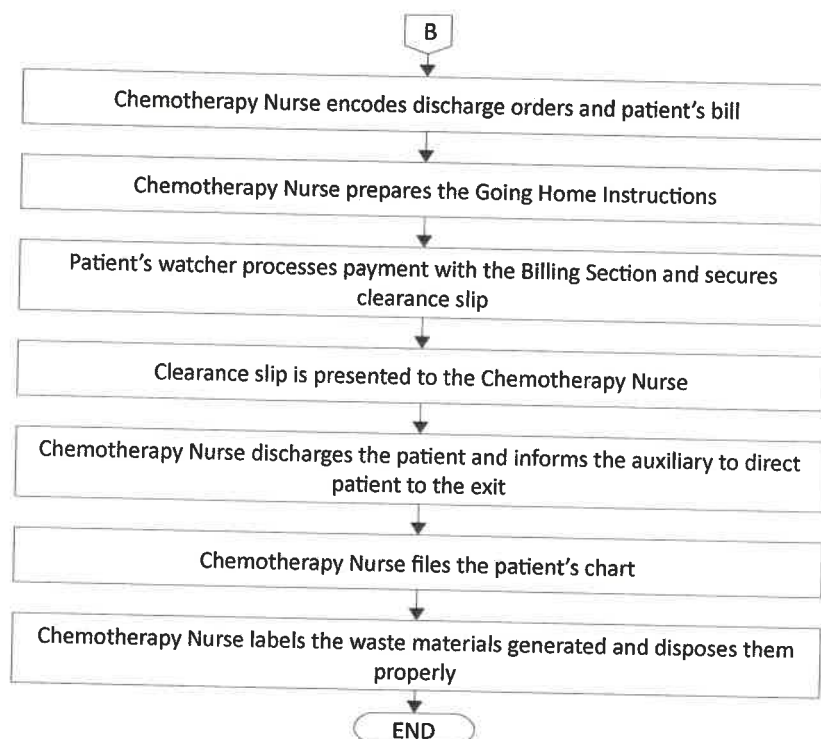 B
Chemotherapy Nurse encodes discharge orders and patient's bill
Chemotherapy Nurse prepares the Going Home Instructions
Patient's watcher processes payment with the Billing Section and secures
clearance slip
Clearance slip is presented to the Chemotherapy Nurse
Chemotherapy Nurse discharges the patient and informs the auxiliary to direct
patient to the exit
Chemotherapy Nurse files the patient's chart
Chemotherapy Nurse labels the waste materials generated and disposes them
properly
END